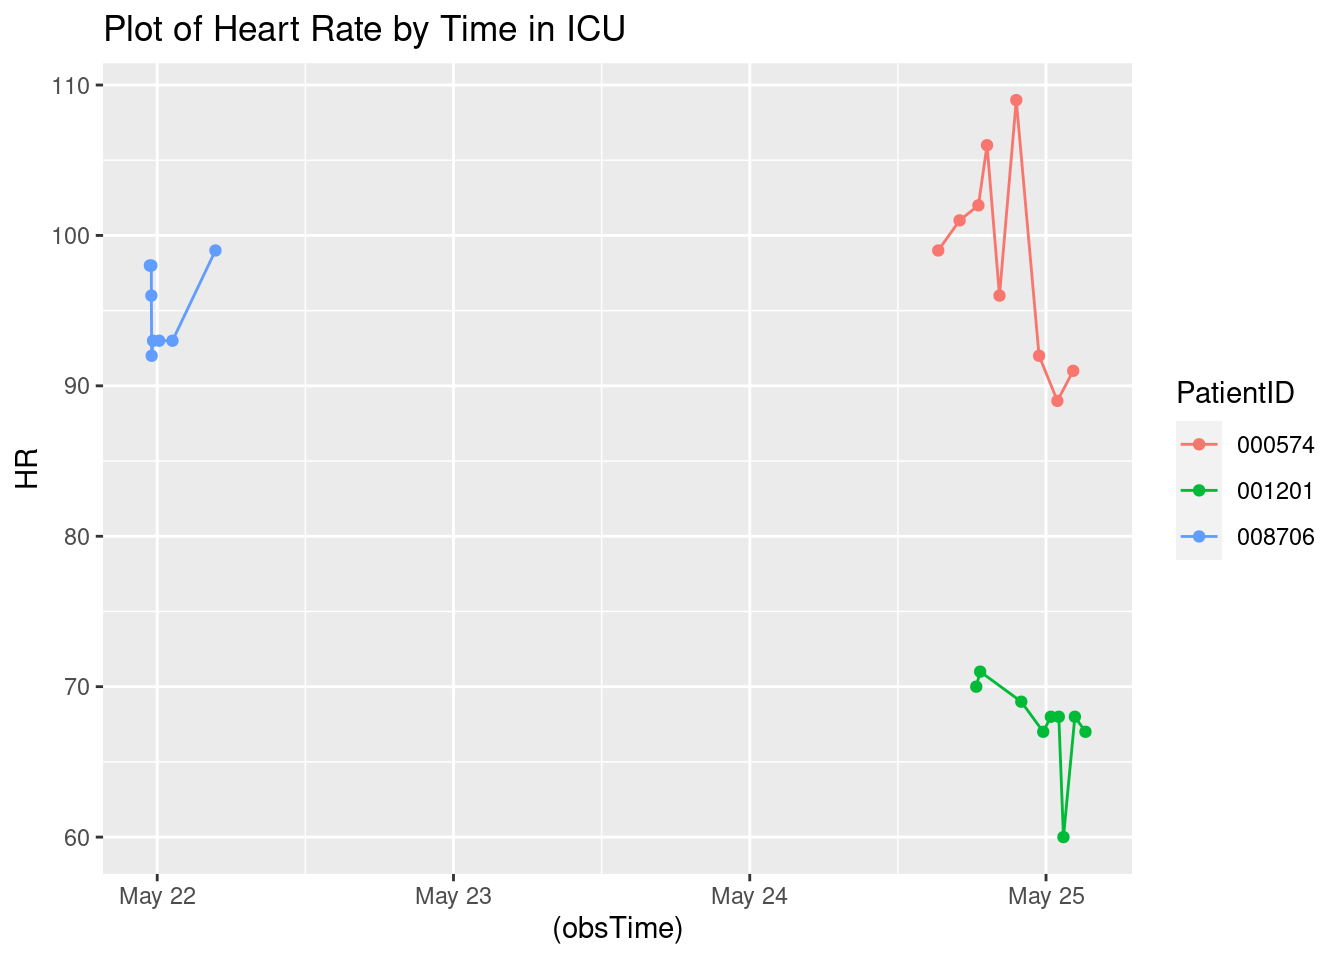 Plot of Heart Rate by Time in ICU
110
100
90
80
70
60
HR
May 22
May 23
May 24
May 25
(obsTime)
PatientID
000574
001201
008706